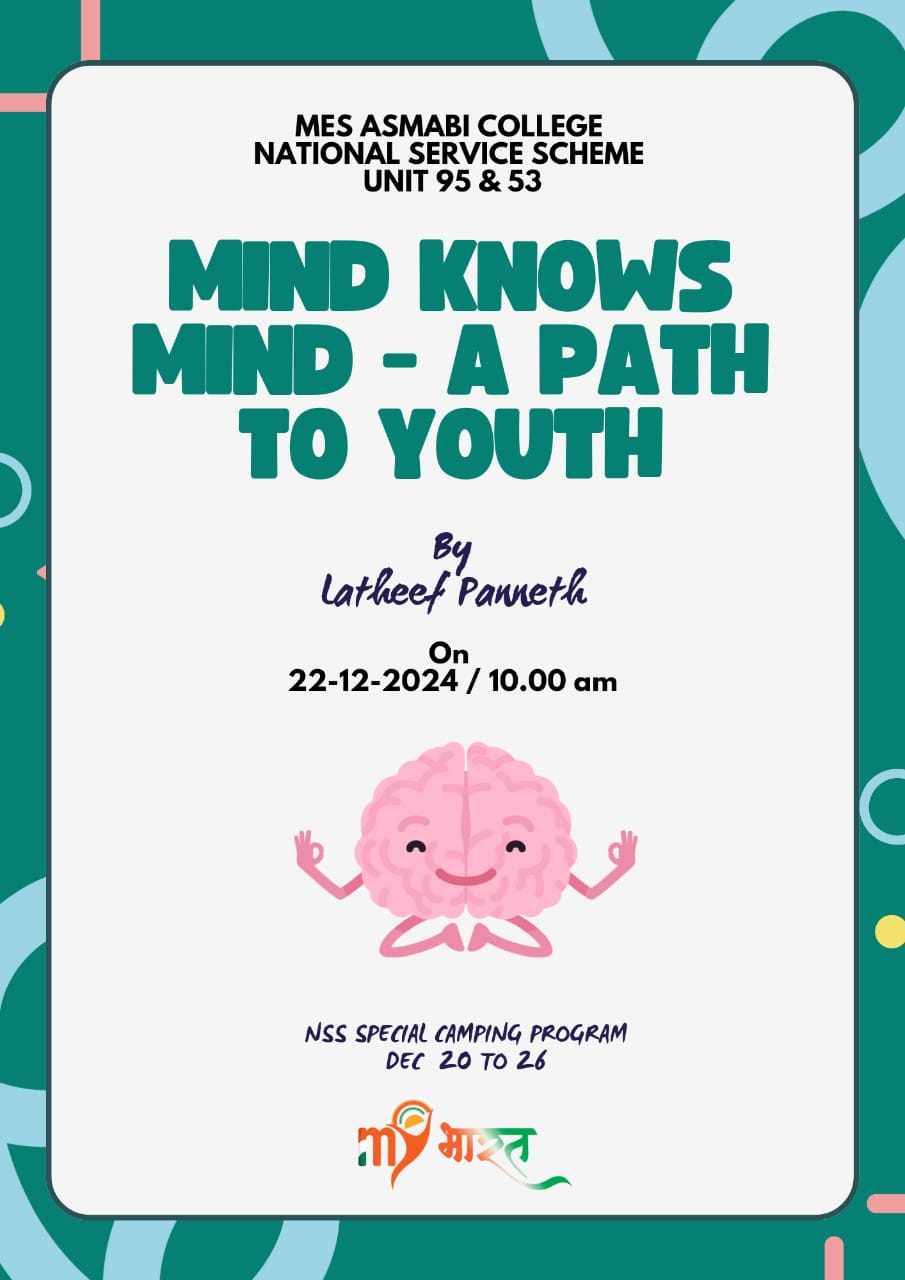 MES ASMABI COLLEGE
NATIONAL SERVICE SCHEME
UNIT 95 & 53
MIND KNOWS
MIND - A PATH
TO YOUTH
By
Latheef Panneth
On
22-12-2024 / 10.00 am
NSS SPECIAL CAMPING PROGRAM
DEC 20 TO 26
my भारत